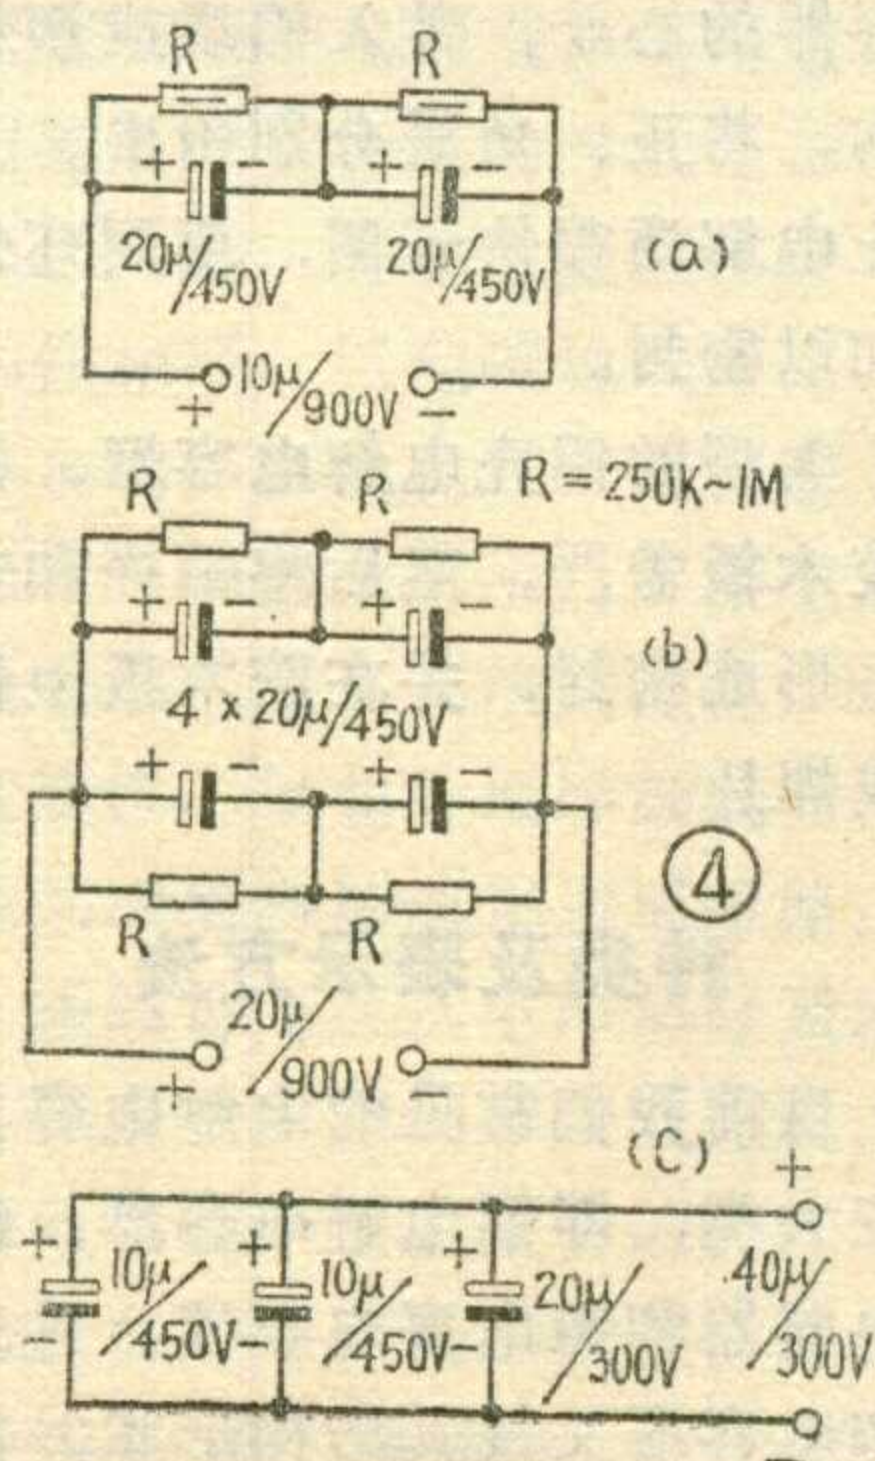 R R
+ - + -
20μ/450V 20μ/450V
(a)
+ 10μ/900V -
R R R=250K~1M
+ - + -
(b)
4×20μ/450V
+ - + -
④
R R
+ 20μ/900V -
(C) +
+ 10μ/450V - + 10μ/450V - + 20μ/300V 40μ/300V